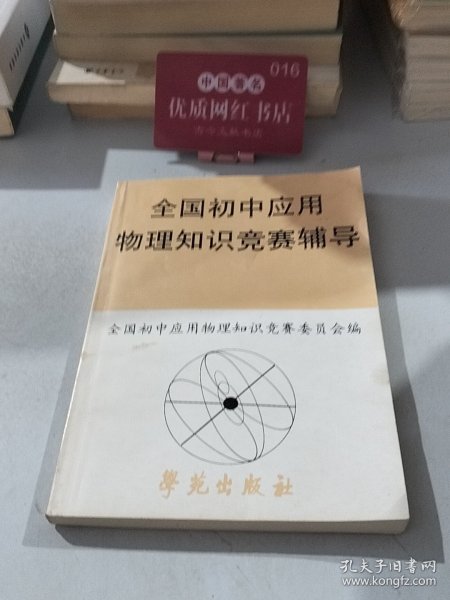 016
中国著名
优质网红书店
全国初中应用
物理知识竞赛辅导
全国初中应用物理知识竞赛委员会编
學苑出版社
孔夫子旧书网
www.kongfz.com